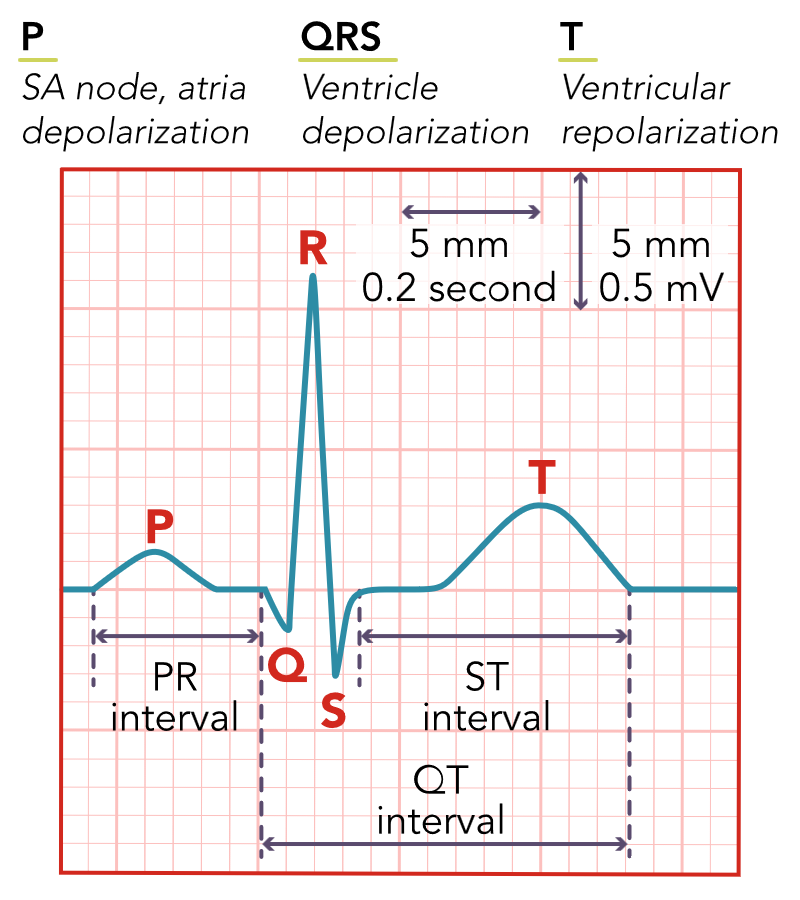 P
SA node, atria
depolarization
QRS
Ventricle
depolarization
T
Ventricular
repolarization
5 mm
0.2 second
5 mm
0.5 mV
R
P
T
Q
S
PR
interval
ST
interval
QT
interval